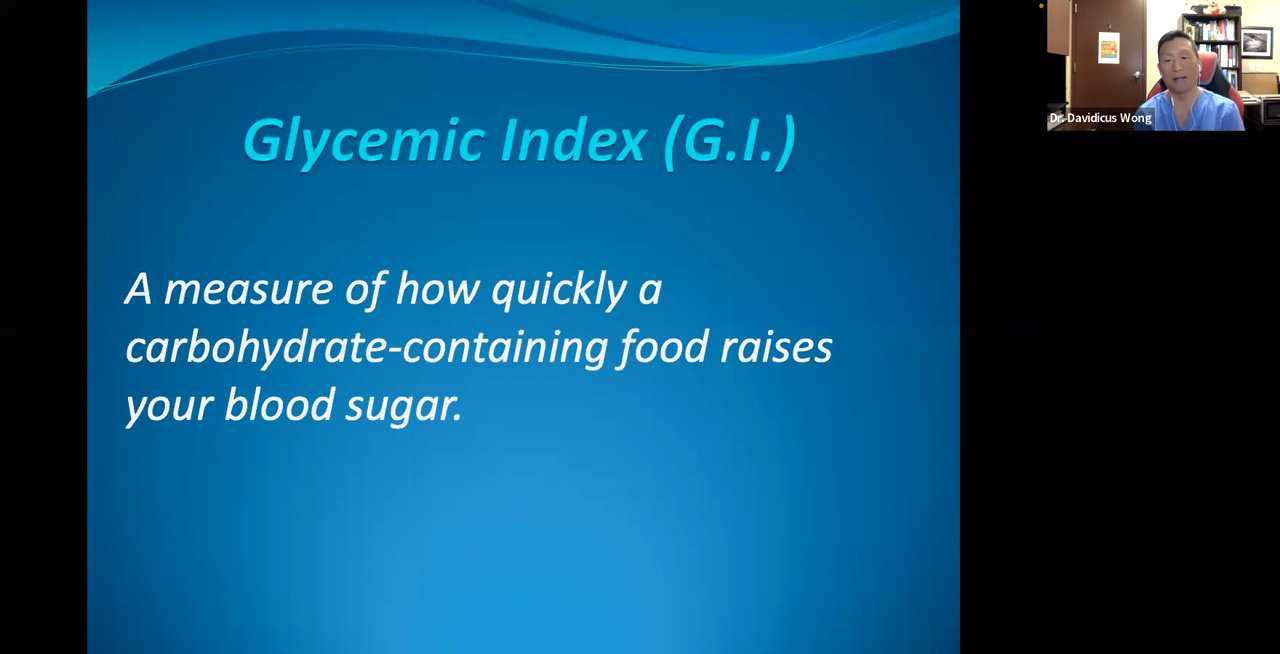 Glycemic Index (G.I.)
A measure of how quickly a
carbohydrate-containing food raises
your blood sugar.
Dr. Davidicus Wong